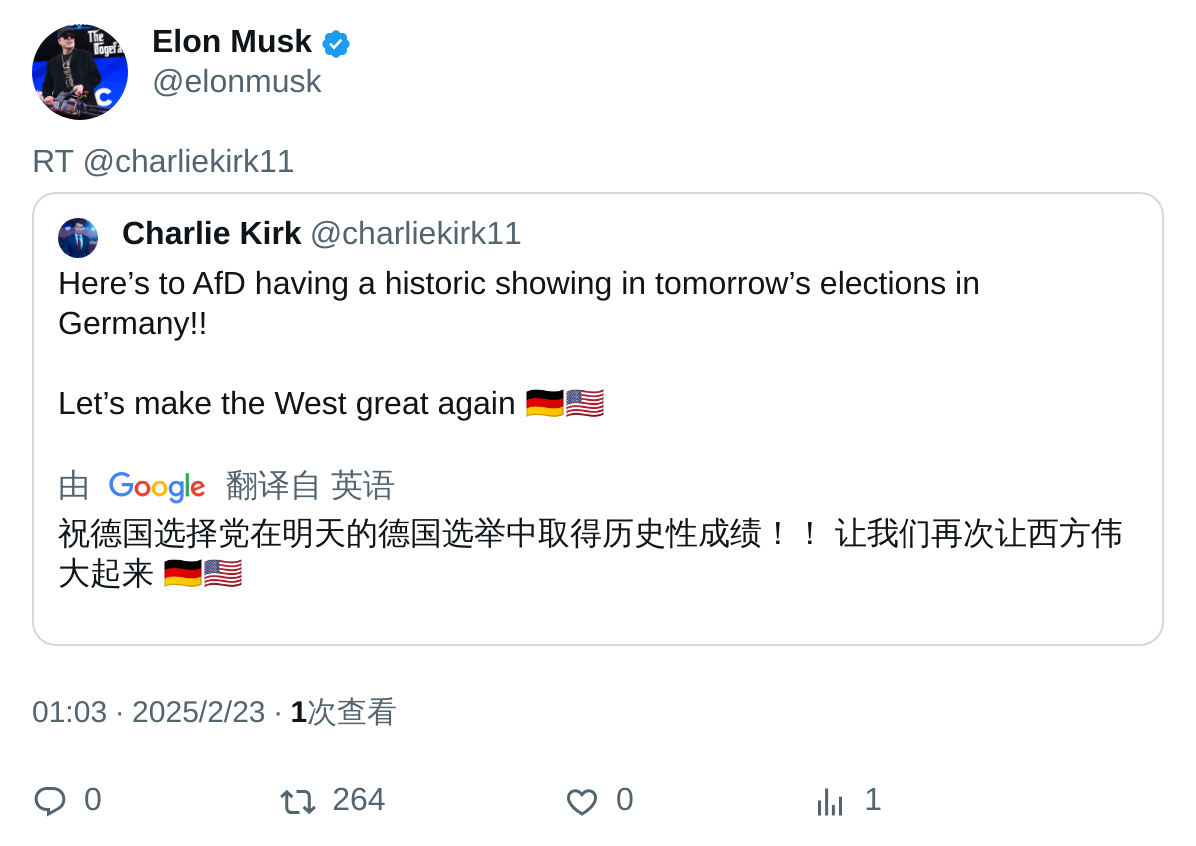 The
Dogefa
Elon Musk
@elonmusk
RT @charliekirk11
Charlie Kirk @charliekirk11
Here’s to AfD having a historic showing in tomorrow’s elections in
Germany!!
Let’s make the West great again 🇩🇪🇺🇸
由 Google 翻译自 英语
祝德国选择党在明天的德国选举中取得历史性成绩！！ 让我们再次让西方伟
大起来 🇩🇪🇺🇸
01:03 · 2025/2/23 · 1次查看
0 264 0 1